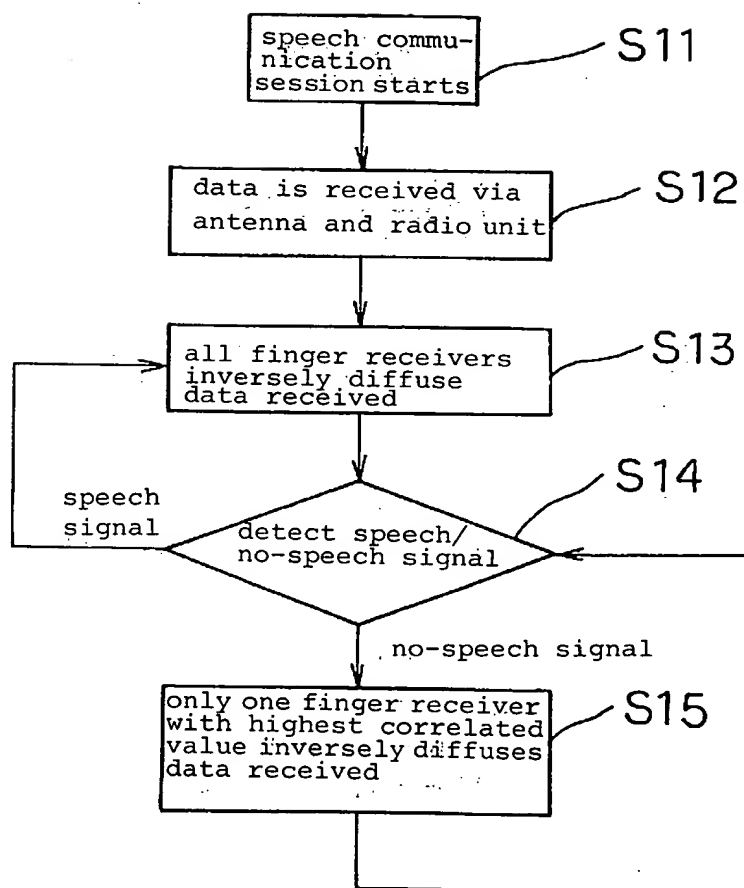 speech commu-
nication
session starts
S11
data is received via
antenna and radio unit
S12
all finger receivers
inversely diffuse
data received
S13
speech
signal
detect speech/
no-speech signal
S14
no-speech signal
only one finger receiver
with highest correlated
value inversely diffuses
data received
S15